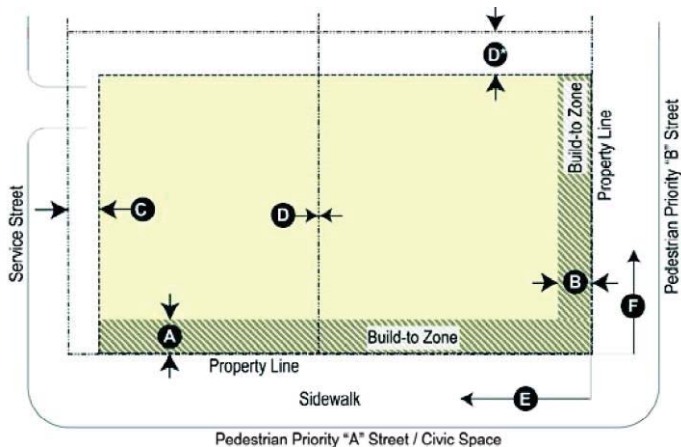 D*
Build-to Zone
Property Line
Pedestrian Priority "B" Street
Service Street
C
D
B
F
A
Build-to Zone
Property Line
Sidewalk
E
Pedestrian Priority "A" Street / Civic Space